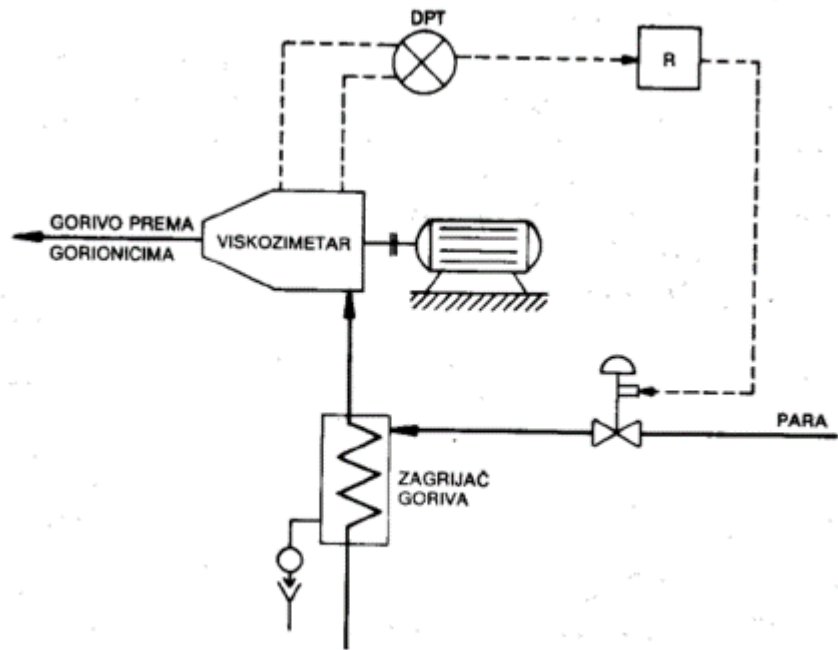 DPT
R
GORIVO PREMA
GORIONICIMA
VISKOZIMETAR
PARA
ZAGRIJAČ
GORIVA